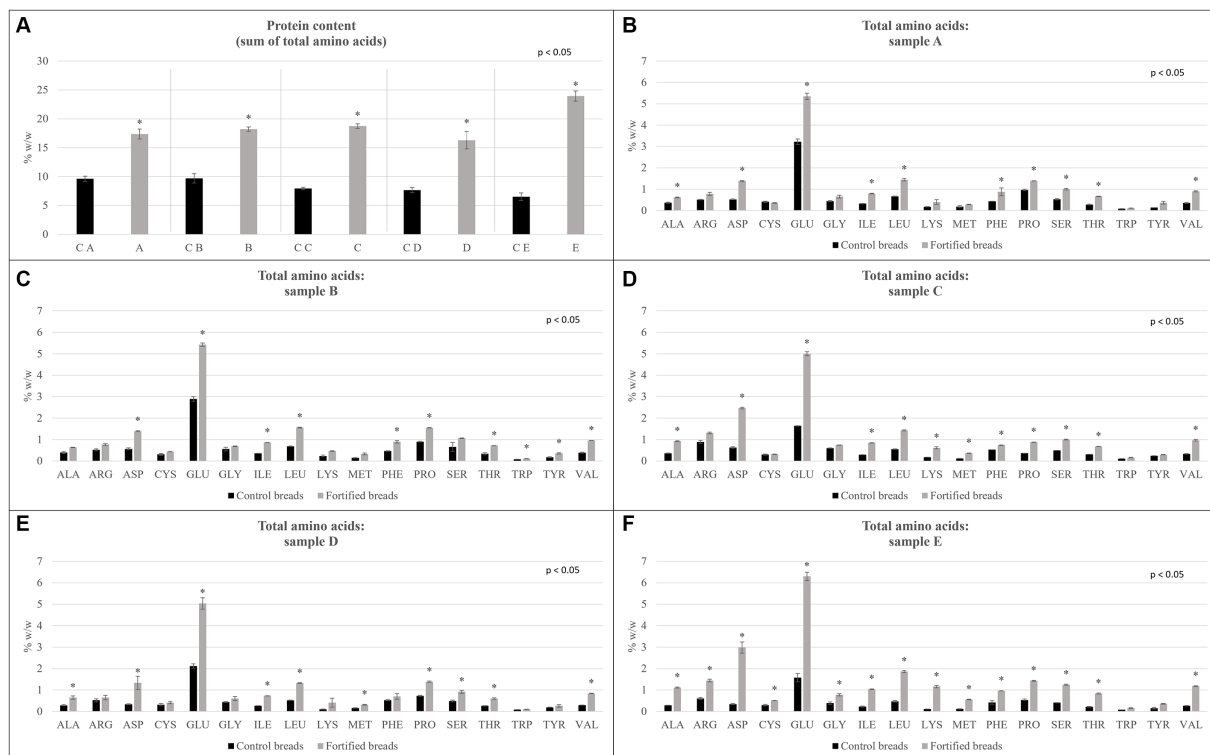 A
Protein content
(sum of total amino acids)
p < 0.05
% w/w
30
25
20
15
10
5
0
C A A C B B C C C C D D C E E
* * * * *
B
Total amino acids:
sample A
p < 0.05
% w/w
7
6
5
4
3
2
1
0
* * * * * * * * * *
ALA ARG ASP CYS GLU GLY ILE LEU LYS MET PHE PRO SER THR TRP TYR VAL
Control breads Fortified breads
C
Total amino acids:
sample B
p < 0.05
% w/w
7
6
5
4
3
2
1
0
* * * * * * * * * *
ALA ARG ASP CYS GLU GLY ILE LEU LYS MET PHE PRO SER THR TRP TYR VAL
Control breads Fortified breads
D
Total amino acids:
sample C
p < 0.05
% w/w
7
6
5
4
3
2
1
0
* * * * * * * * * * * *
ALA ARG ASP CYS GLU GLY ILE LEU LYS MET PHE PRO SER THR TRP TYR VAL
Control breads Fortified breads
E
Total amino acids:
sample D
p < 0.05
% w/w
7
6
5
4
3
2
1
0
* * * * * * * * * *
ALA ARG ASP CYS GLU GLY ILE LEU LYS MET PHE PRO SER THR TRP TYR VAL
Control breads Fortified breads
F
Total amino acids:
sample E
p < 0.05
% w/w
7
6
5
4
3
2
1
0
* * * * * * * * * * * * * * *
ALA ARG ASP CYS GLU GLY ILE LEU LYS MET PHE PRO SER THR TRP TYR VAL
Control breads Fortified breads